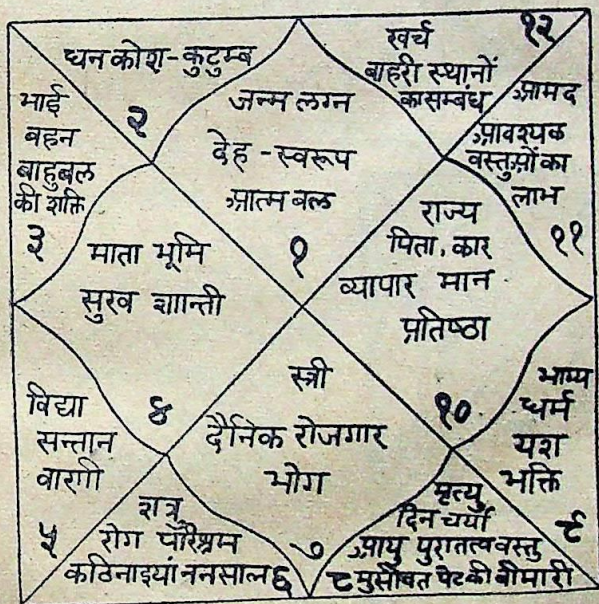 धन कोश-कुटुम्ब
२
जन्म लग्न
देह-स्वरूप
आत्म बल
१
खर्च १२
बाहरी स्थानों
का सम्बंध
आमद
आवश्यक
वस्तुओं का
लाभ
११
भाई
बहन
बाहुबल
की शक्ति
३
माता भूमि
सुख शान्ती
४
राज्य
पिता. कार
व्यापार मान
प्रतिष्ठा
१०
विद्या
सन्तान
वाणी
५
स्त्री
दैनिक रोजगार
भोग
७
भाग्य
धर्म
यश
भक्ति
९
शत्रु
रोग परिश्रम
कठिनाइयां ननसाल ६
मृत्यु
दिन चर्या
आयु पुरातत्व वस्तु
८ मुसीवत पेट की बीमारी